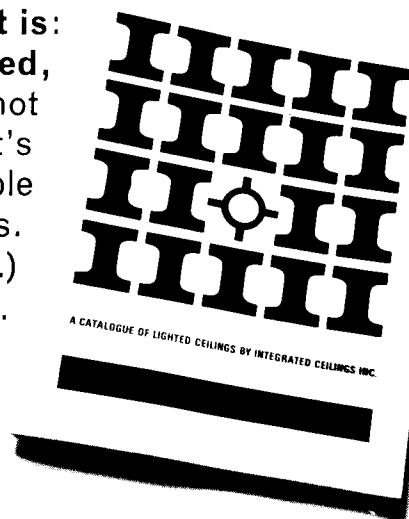 t is:
ed,
not
t's
ble
s.
.)
.
A CATALOGUE OF LIGHTED CEILINGS BY INTEGRATED CEILINGS INC.